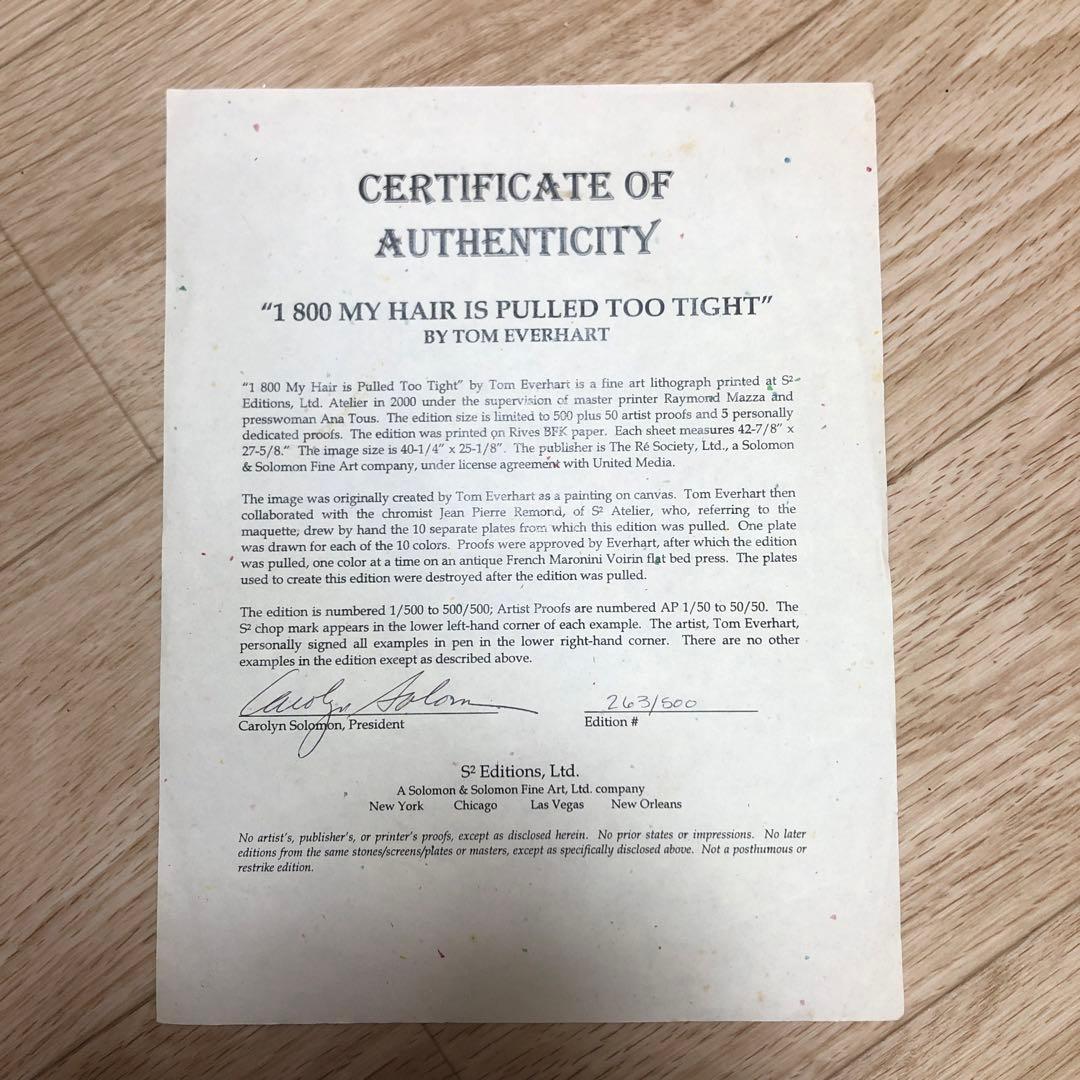 CERTIFICATE OF
AUTHENTICITY
“1 800 MY HAIR IS PULLED TOO TIGHT”
BY TOM EVERHART
“1 800 My Hair is Pulled Too Tight” by Tom Everhart is a fine art lithograph printed at S²
Editions, Ltd. Atelier in 2000 under the supervision of master printer Raymond Mazza and
presswoman Ana Tous. The edition size is limited to 500 plus 50 artist proofs and 5 personally
dedicated proofs. The edition was printed on Rives BFK paper. Each sheet measures 42-7/8” x
27-5/8.” The image size is 40-1/4” x 25-1/8”. The publisher is The Ré Society, Ltd., a Solomon
& Solomon Fine Art company, under license agreement with United Media.
The image was originally created by Tom Everhart as a painting on canvas. Tom Everhart then
collaborated with the chromist Jean Pierre Remond, of S² Atelier, who, referring to the
maquette, drew by hand the 10 separate plates from which this edition was pulled. One plate
was drawn for each of the 10 colors. Proofs were approved by Everhart, after which the edition
was pulled, one color at a time on an antique French Maronini Voirin flat bed press. The plates
used to create this edition were destroyed after the edition was pulled.
The edition is numbered 1/500 to 500/500; Artist Proofs are numbered AP 1/50 to 50/50. The
S² chop mark appears in the lower left-hand corner of each example. The artist, Tom Everhart,
personally signed all examples in pen in the lower right-hand corner. There are no other
examples in the edition except as described above.
Carolyn Solomon 263/500
Carolyn Solomon, President Edition #
S² Editions, Ltd.
A Solomon & Solomon Fine Art, Ltd. company
New York Chicago Las Vegas New Orleans
No artist's, publisher's, or printer's proofs, except as disclosed herein. No prior states or impressions. No later
editions from the same stones/screens/plates or masters, except as specifically disclosed above. Not a posthumous or
restrike edition.